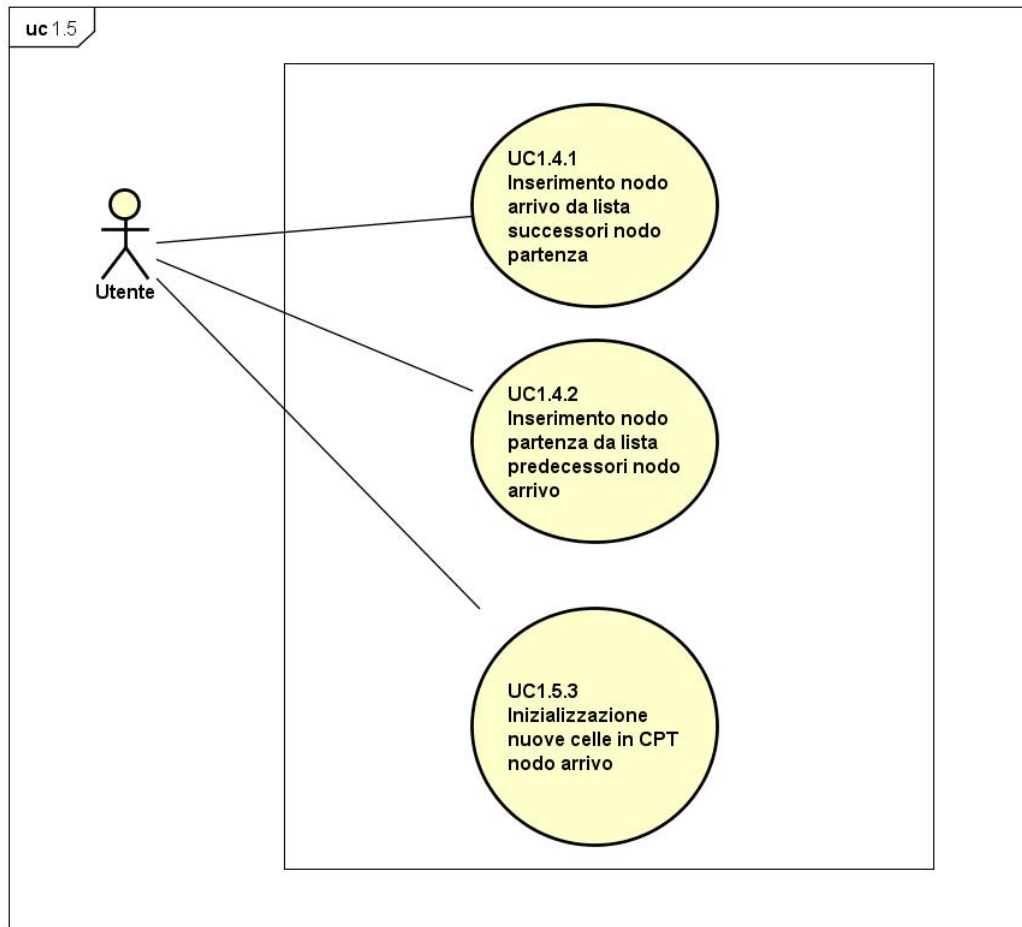 uc 1.5
UC1.4.1
Inserimento nodo
arrivo da lista
successori nodo
partenza
Utente
UC1.4.2
Inserimento nodo
partenza da lista
predecessori nodo
arrivo
UC1.5.3
Inizializzazione
nuove celle in CPT
nodo arrivo